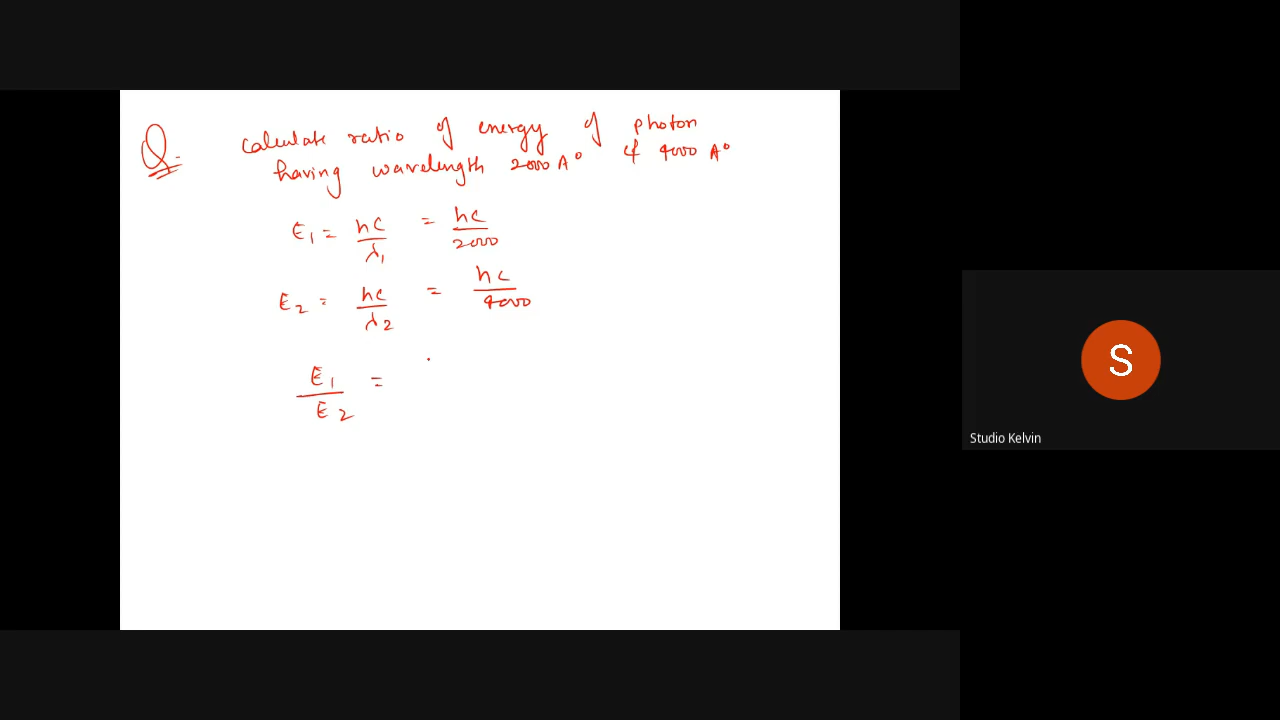 Q. Calculate ratio of energy of photon
having wavelength 2000 A° & 4000 A°
E₁ = hc/λ₁ = hc/2000
E₂ = hc/λ₂ = hc/4000
E₁/E₂ =
S
Studio Kelvin